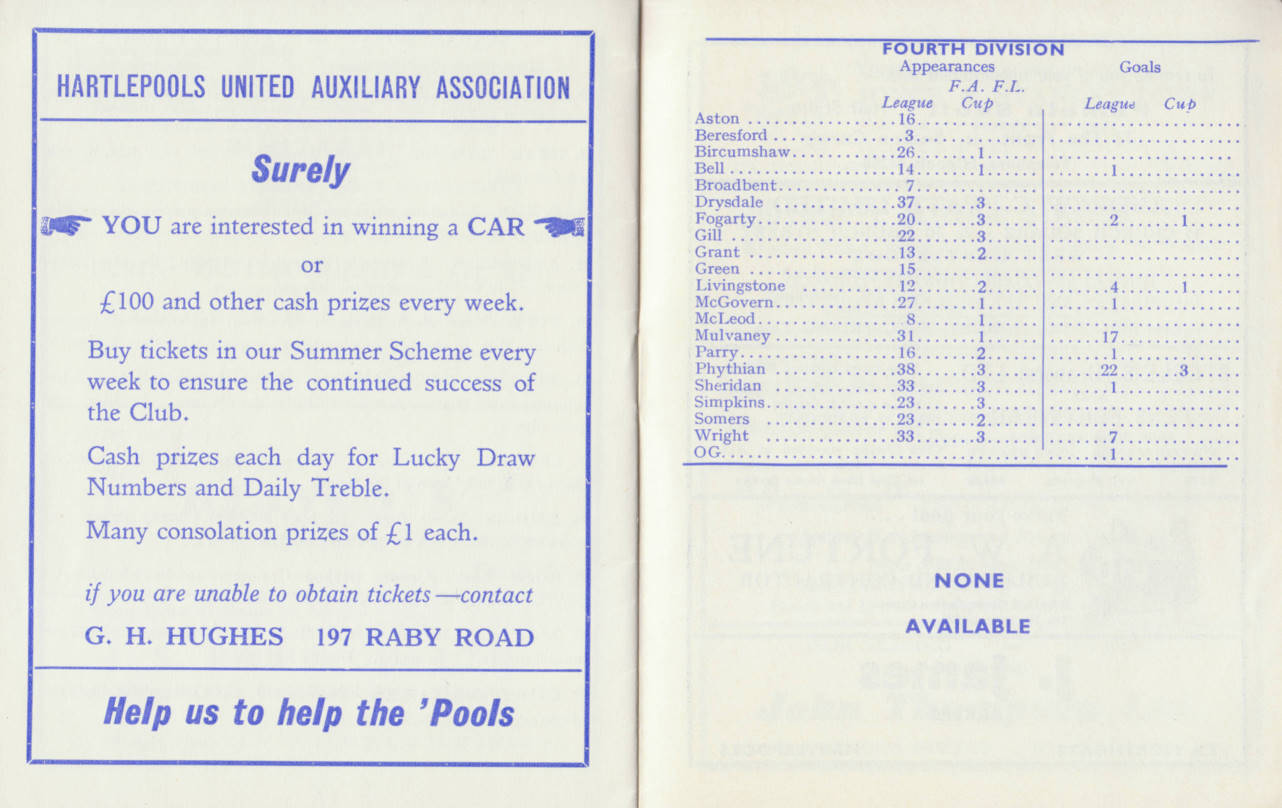 HARTLEPOOLS UNITED AUXILIARY ASSOCIATION
Surely
YOU are interested in winning a CAR
or
£100 and other cash prizes every week.
Buy tickets in our Summer Scheme every
week to ensure the continued success of
the Club.
Cash prizes each day for Lucky Draw
Numbers and Daily Treble.
Many consolation prizes of £1 each.
if you are unable to obtain tickets—contact
G. H. HUGHES 197 RABY ROAD
Help us to help the 'Pools
FOURTH DIVISION
Appearances Goals
F.A. F.L.
League Cup League Cup
Aston 16
Beresford 3
Bircumshaw 26 1
Bell 14 1 1
Broadbent 7
Drysdale 37 3
Fogarty 20 3 2 1
Gill 22 3
Grant 13 2
Green 15
Livingstone 12 2 4 1
McGovern 27 1 1
McLeod 8 1
Mulvaney 31 1 17
Parry 16 2 1
Phythian 38 3 22 3
Sheridan 33 3 1
Simpkins 23 3
Somers 23 2
Wright 33 3 7
OG 1
NONE
AVAILABLE